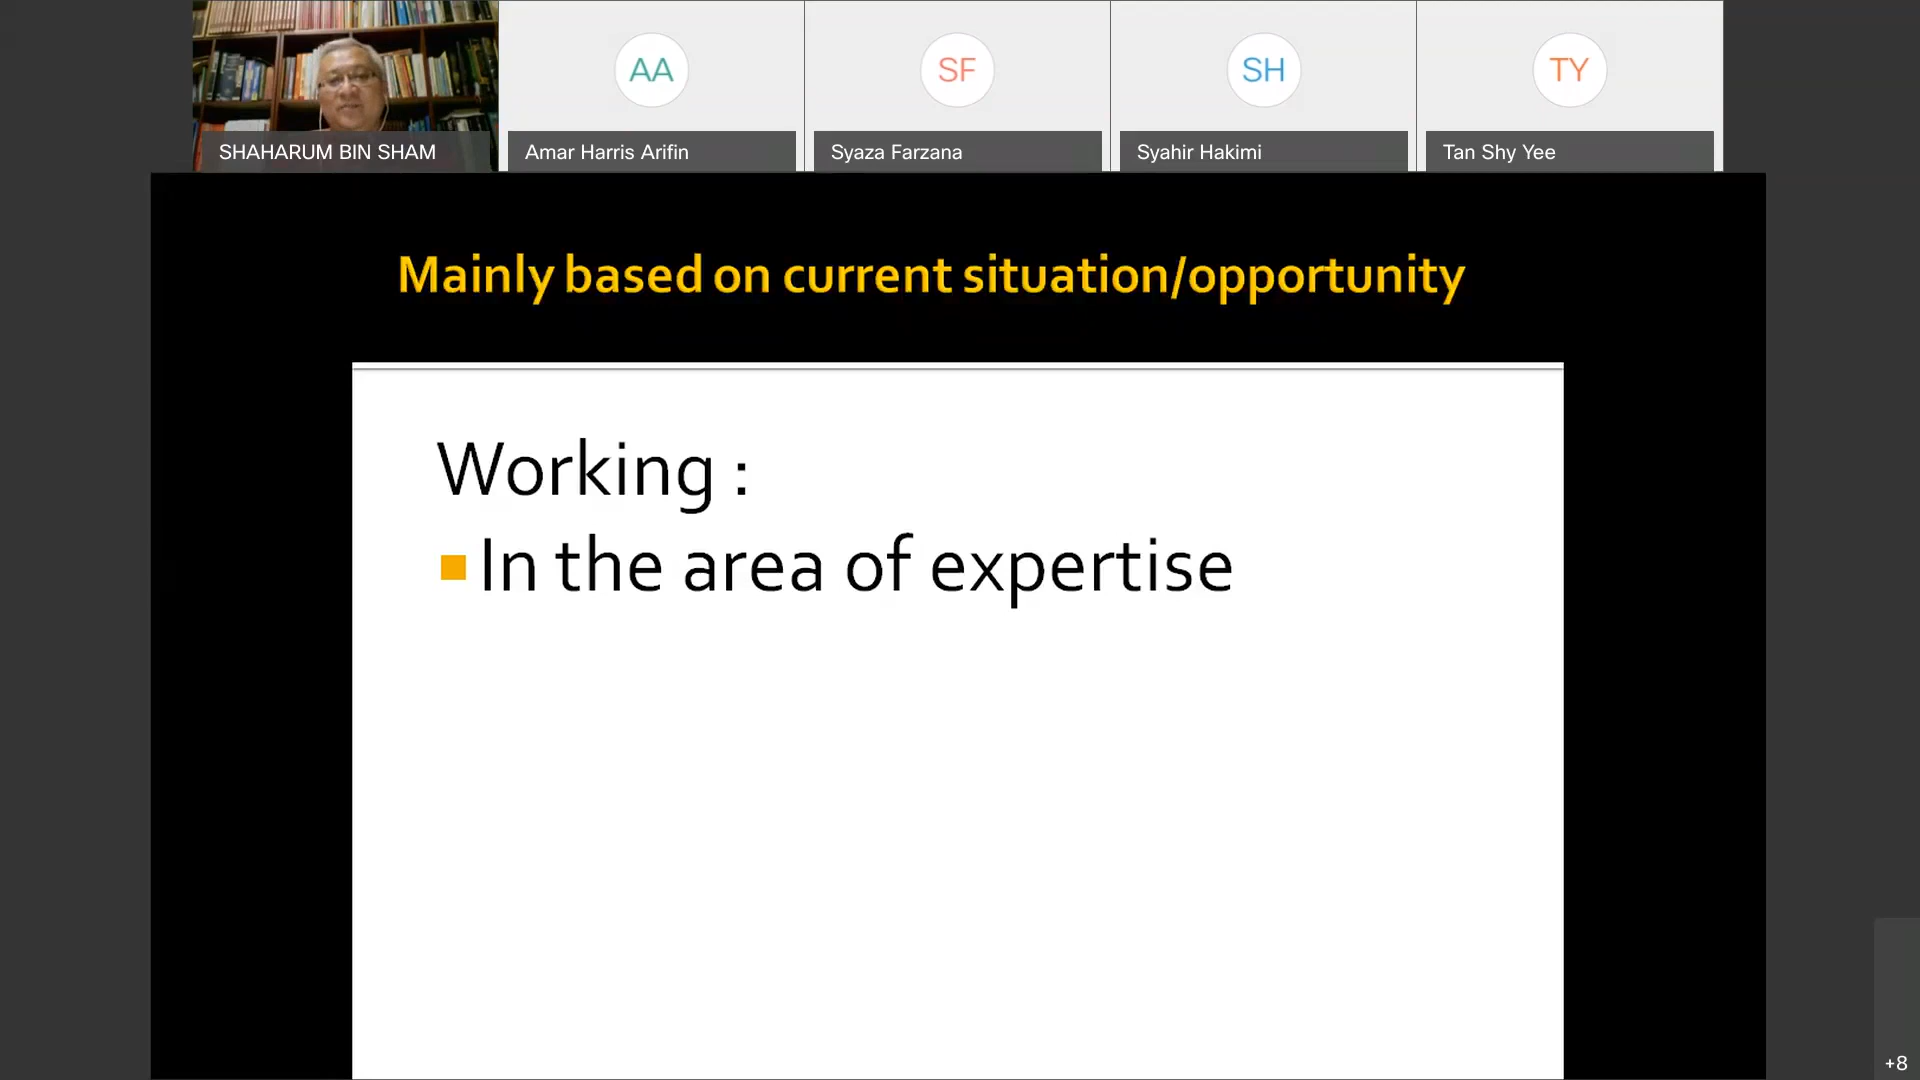 AA
SF
SH
TY
SHAHARUM BIN SHAM
Amar Harris Arifin
Syaza Farzana
Syahir Hakimi
Tan Shy Yee
Mainly based on current situation/opportunity
Working :
In the area of expertise
+8